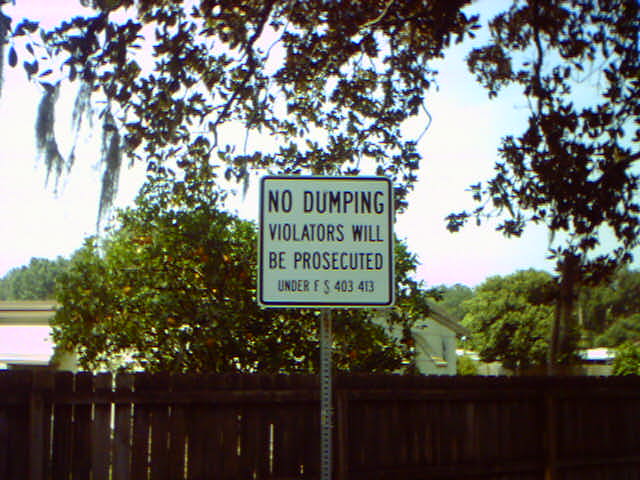 NO DUMPING
VIOLATORS WILL
BE PROSECUTED
UNDER F S 403 413